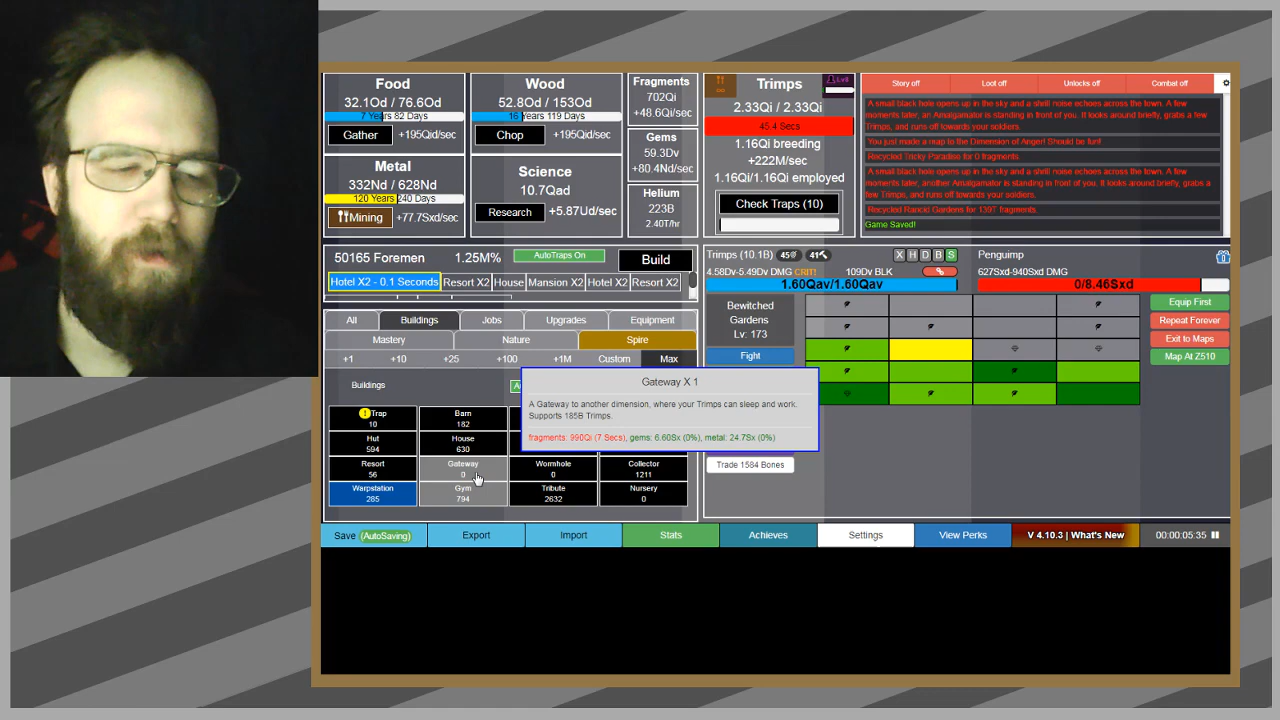 Food
32.1Od / 76.6Od
7 Years 82 Days
Gather
+195Qid/sec
Wood
52.8Od / 153Od
16 Years 119 Days
Chop
+195Qid/sec
Metal
332Nd / 628Nd
120 Years 240 Days
Mining
+77.7Sxd/sec
Science
10.7Qad
Research
+5.87Ud/sec
Fragments
702Qi
+48.6Qi/sec
Gems
59.3Dv
+80.4Nd/sec
Helium
223B
2.40T/hr
Trimps
2.33Qi / 2.33Qi
45.4 Secs
1.16Qi breeding
+222M/sec
1.16Qi/1.16Qi employed
Check Traps (10)
Story off
Loot off
Unlocks off
Combat off
A small black hole opens up in the sky and a shrill noise echoes across the town. A few
moments later, an Amalgamator is standing in front of you. It looks around briefly, grabs a few
Trimps, and runs off towards your soldiers.
You just made a map to the Dimension of Anger! Should be fun!
Recycled Tricky Paradise for 0 fragments.
A small black hole opens up in the sky and a shrill noise echoes across the town. A few
moments later, another Amalgamator is standing in front of you. It looks around briefly, grabs a
few Trimps, and runs off towards your soldiers.
Recycled Rancid Gardens for 139T fragments.
Game Saved!
50165 Foremen
1.25M%
AutoTraps On
Build
Hotel X2 - 0.1 Seconds
Resort X2
House
Mansion X2
Hotel X2
Resort X2
All
Buildings
Jobs
Upgrades
Equipment
Mastery
Nature
Spire
+1
+10
+25
+100
+1M
Custom
Max
Buildings
Trap
10
Barn
182
Hut
594
House
630
Resort
56
Gateway
0
Wormhole
0
Collector
1211
Warpstation
285
Gym
794
Tribute
2632
Nursery
0
Gateway X 1
A Gateway to another dimension, where your Trimps can sleep and work.
Supports 185B Trimps.
fragments: 990Qi (7 Secs), gems: 6.60Sx (0%), metal: 24.7Sx (0%)
Trimps (10.1B)
4.58Dv-5.49Dv DMG CRIT!
109Dv BLK
1.60Qav/1.60Qav
Penguimp
627Sxd-940Sxd DMG
0/8.46Sxd
Bewitched
Gardens
Lv: 173
Fight
Trade 1584 Bones
Equip First
Repeat Forever
Exit to Maps
Map At Z510
Save (AutoSaving)
Export
Import
Stats
Achieves
Settings
View Perks
V 4.10.3 | What's New
00:00:05:35